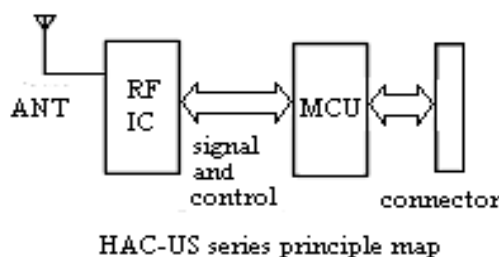 ANT
RF
IC
signal
and
control
MCU
connector
HAC-US series principle map